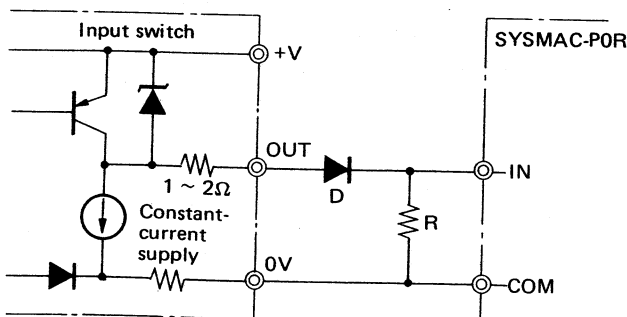 Input switch
+V
SYSMAC-P0R
OUT
IN
1 ~ 2Ω
D
Constant-
current
supply
R
0V
COM